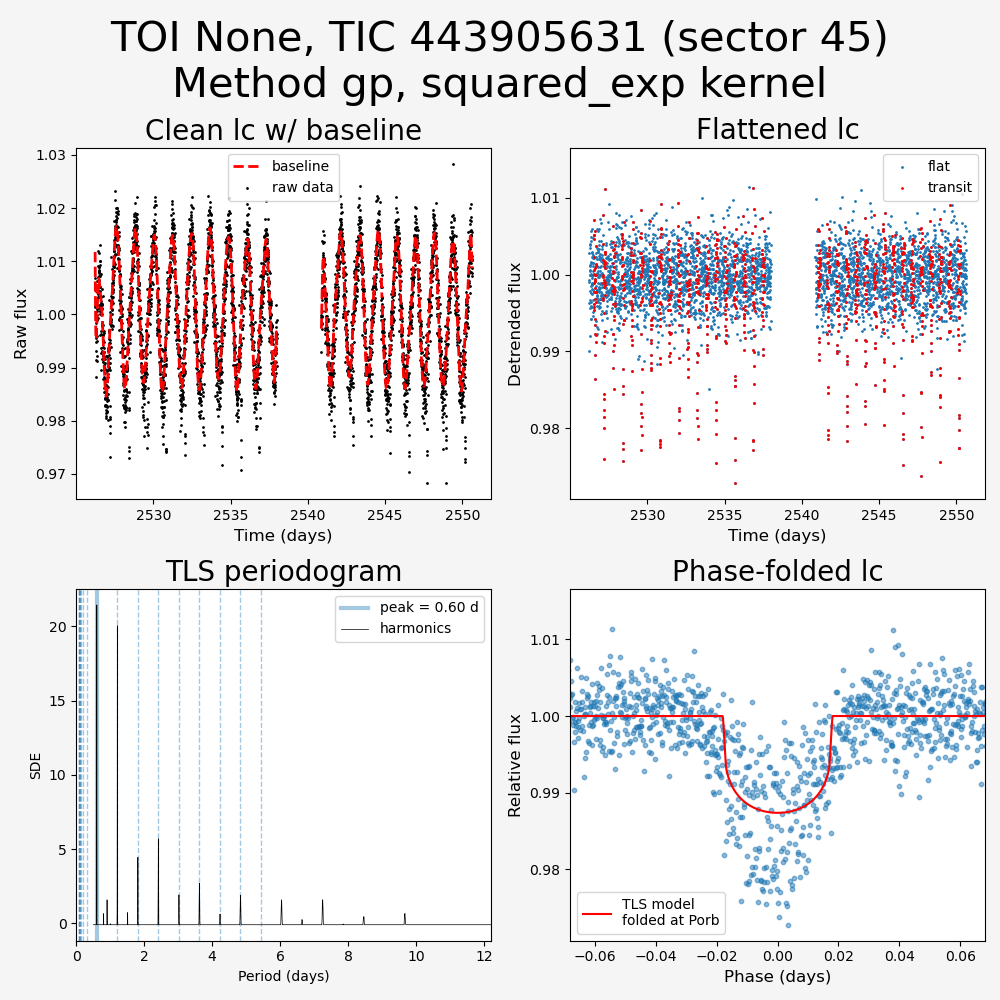 TOI None, TIC 443905631 (sector 45)
Method gp, squared_exp kernel
Clean lc w/ baseline
baseline
raw data
1.03
1.02
1.01
1.00
0.99
0.98
0.97
Raw flux
2530
2535
2540
2545
2550
Time (days)
Flattened lc
flat
transit
1.01
1.00
0.99
0.98
Detrended flux
2530
2535
2540
2545
2550
Time (days)
TLS periodogram
peak = 0.60 d
harmonics
20
15
10
5
0
SDE
0
2
4
6
8
10
12
Period (days)
Phase-folded lc
1.01
1.00
0.99
0.98
Relative flux
TLS model
folded at Porb
−0.06
−0.04
−0.02
0.00
0.02
0.04
0.06
Phase (days)